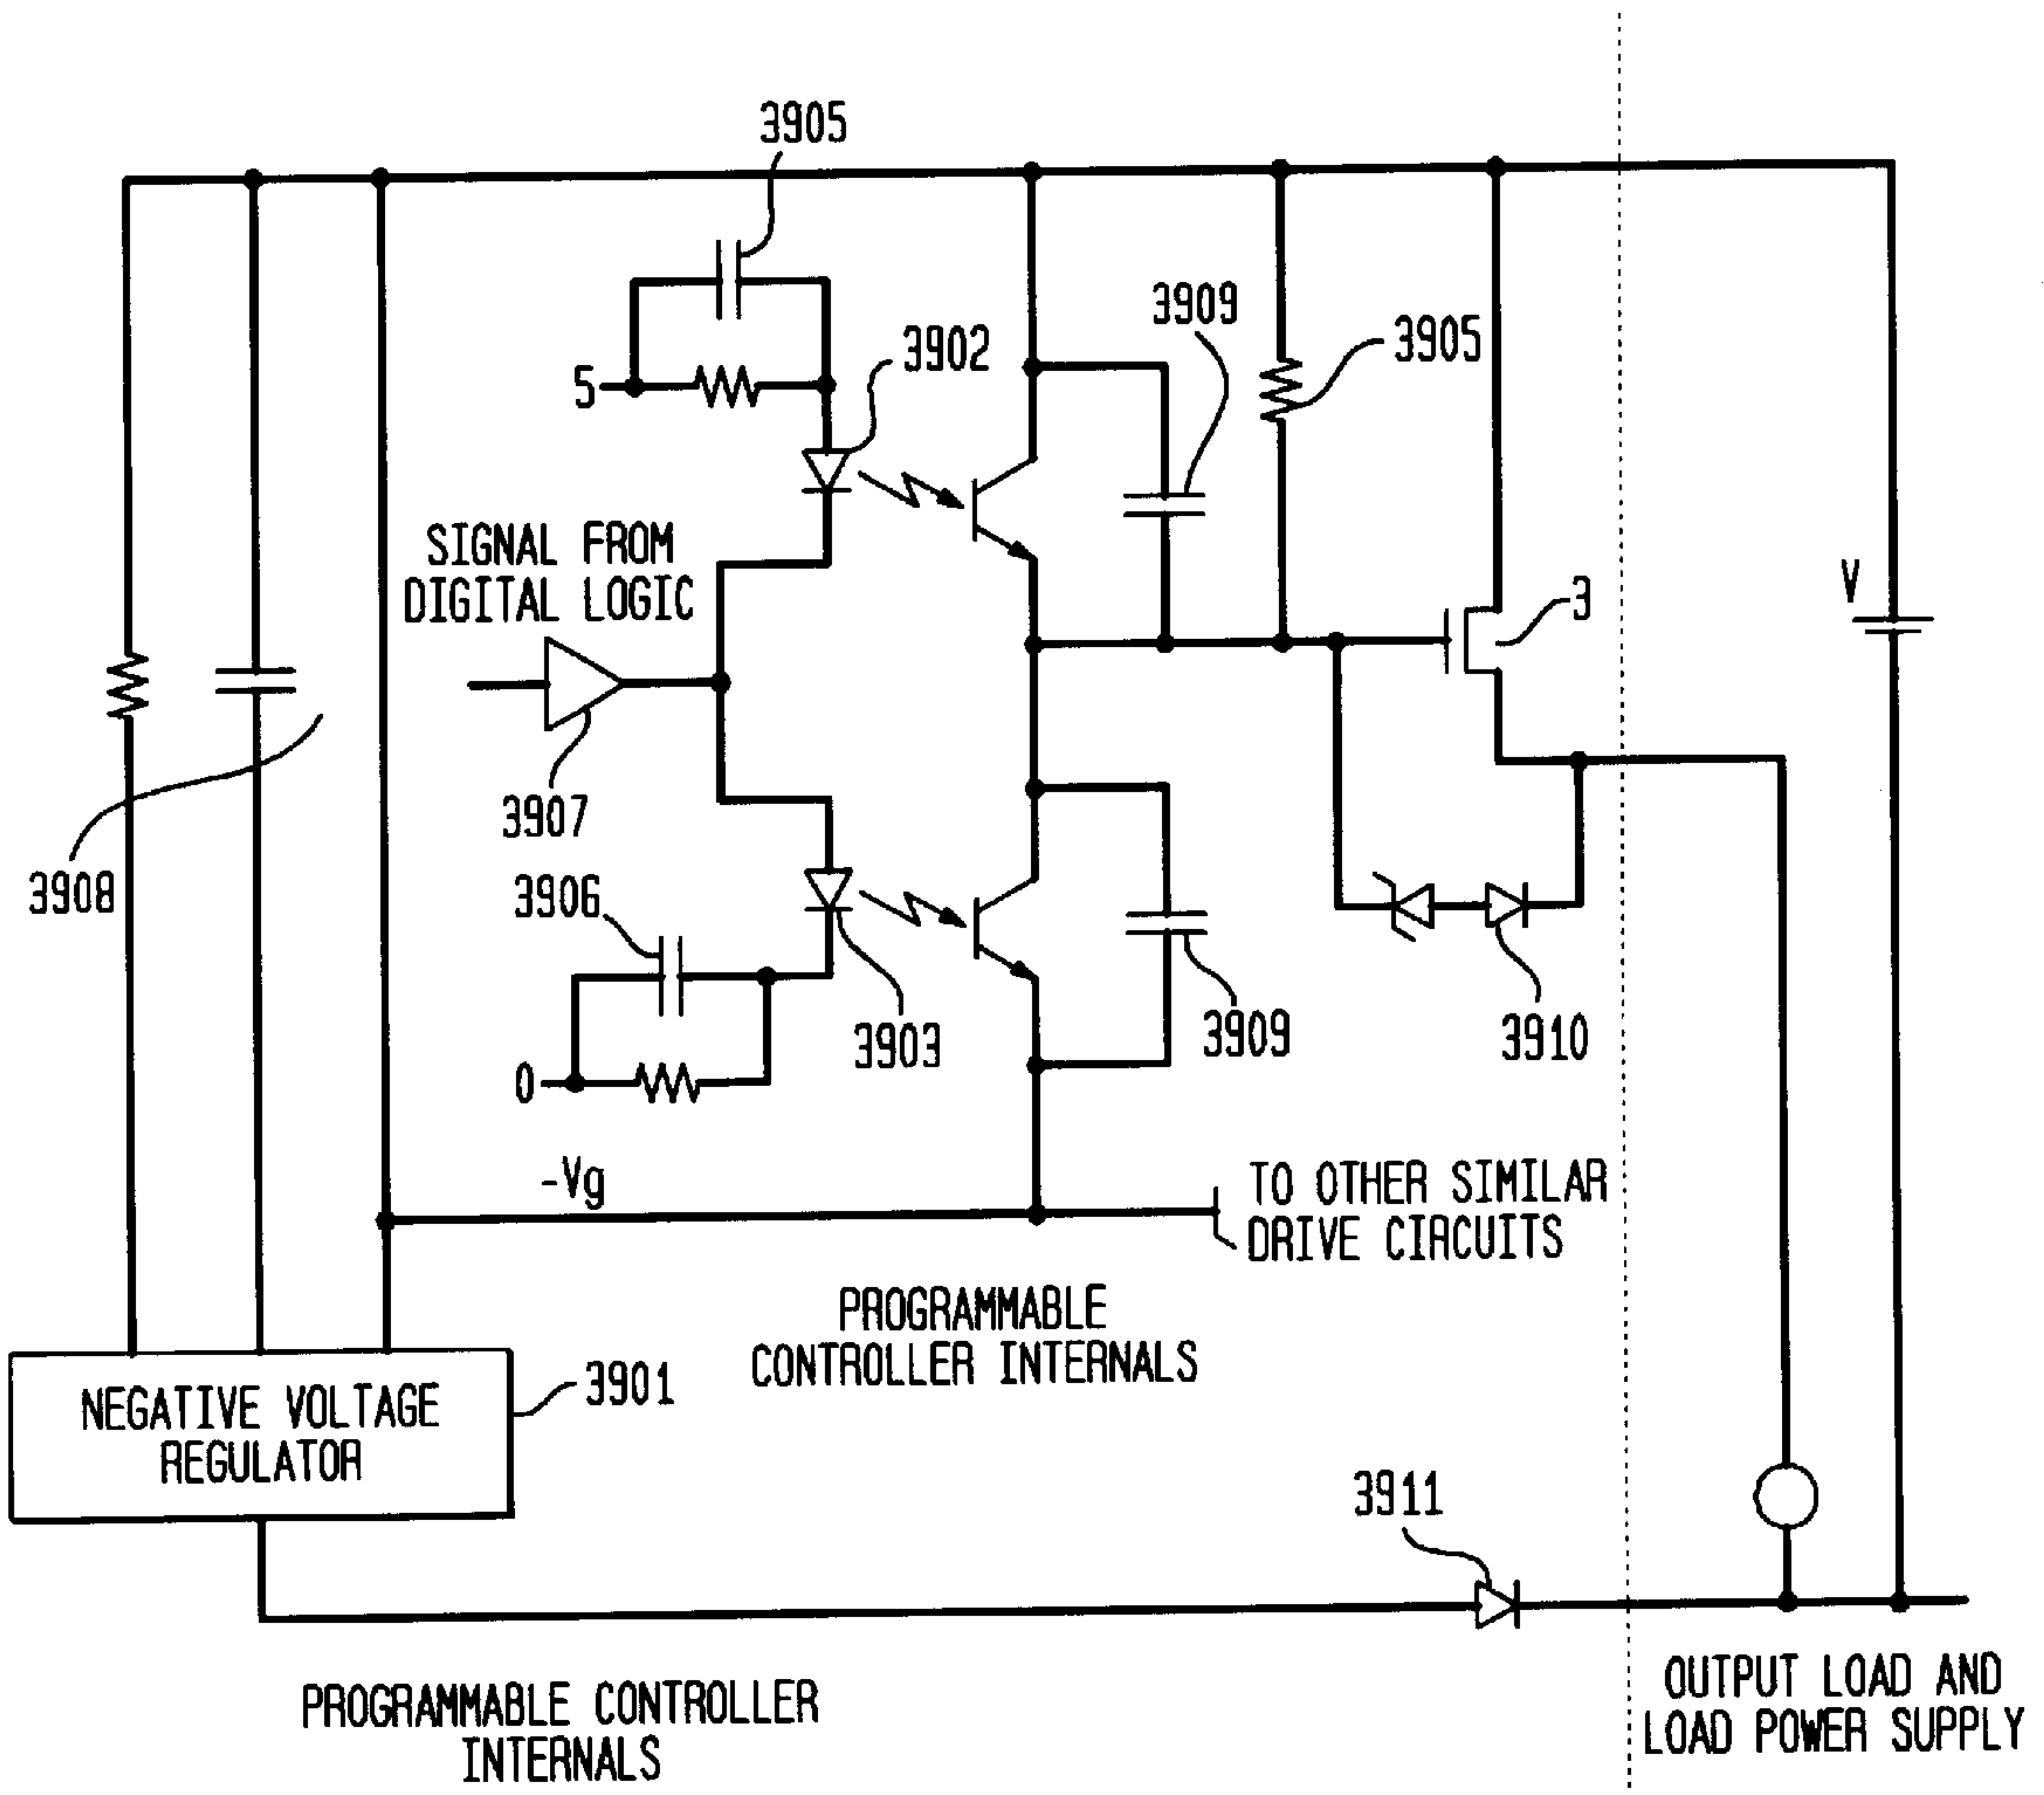 3905
3902
3909
3905
5
SIGNAL FROM
DIGITAL LOGIC
V
3
3907
3908
3906
3903
3909
3910
0
-Vg
TO OTHER SIMILAR
DRIVE CIRCUITS
PROGRAMMABLE
CONTROLLER INTERNALS
NEGATIVE VOLTAGE
REGULATOR
3901
3911
PROGRAMMABLE CONTROLLER
INTERNALS
OUTPUT LOAD AND
LOAD POWER SUPPLY